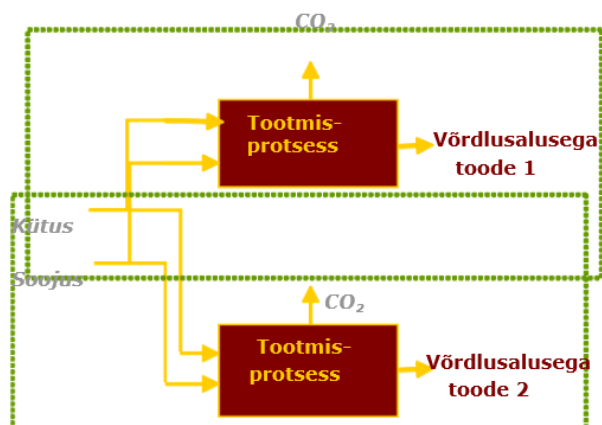 CO₂
Tootmis-
protsess
Võrdlusalusega
toode 1
Kütus
Soojus
CO₂
Tootmis-
protsess
Võrdlusalusega
toode 2